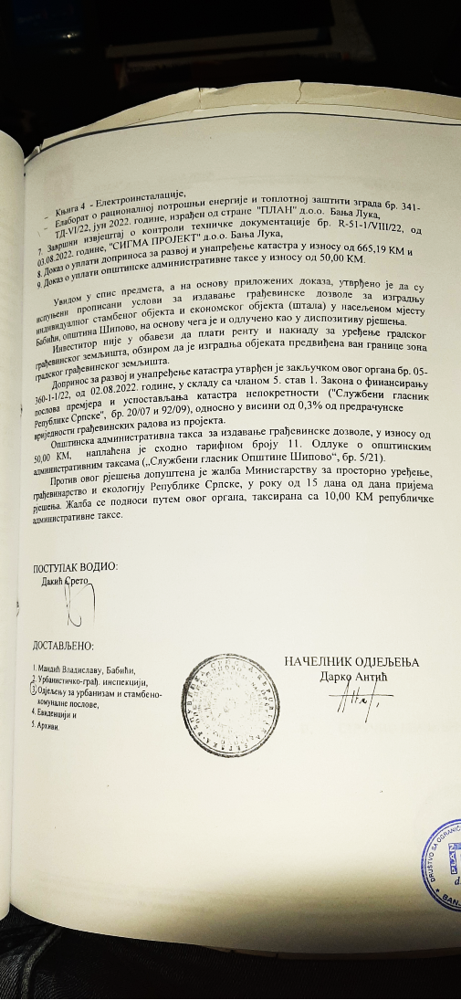 - Књига 4 - Електроинсталације,
- Елаборат о рационалној потрошњи енергије и топлотној заштити зграда бр. 341-
ТД-VI/22, јун 2022. године, израђен од стране "ПЛАН" д.о.о. Бања Лука,
7. Завршни извјештај о контроли техничке документације бр. R-51-1/VIII/22, од
03.08.2022. године, "СИГМА ПРОЈЕКТ" д.о.о. Бања Лука,
8. Доказ о уплати доприноса за развој и унапређење катастра у износу од 665,19 КМ и
9. Доказ о уплати општинске административне таксе у износу од 50,00 КМ.
Увидом у спис предмета, а на основу приложених доказа, утврђено је да су
испуњени прописани услови за издавање грађевинске дозволе за изградњу
индивидуалног стамбеног објекта и економског објекта (штала) у насељеном мјесту
Бабићи, општина Шипово, на основу чега је и одлучено као у диспозитиву рјешења.
Инвеститор није у обавези да плати ренту и накнаду за уређење градског
грађевинског земљишта, обзиром да је изградња објеката предвиђена ван границе зона
градског грађевинског земљишта.
Допринос за развој и унапређење катастра утврђен је закључком овог органа бр. 05-
360-1-1/22, од 02.08.2022. године, у складу са чланом 5. став 1. Закона о финансирању
послова премјера и успостављања катастра непокретности ("Службени гласник
Републике Српске", бр. 20/07 и 92/09), односно у висини од 0,3% од предрачунске
вриједности грађевинских радова из пројекта.
Општинска административна такса за издавање грађевинске дозволе, у износу од
50,00 КМ, наплаћена је сходно тарифном броју 11. Одлуке о општинским
административним таксама („Службени гласник Општине Шипово“, бр. 5/21).
Против овог рјешења допуштена је жалба Министарству за просторно уређење,
грађевинарство и екологију Републике Српске, у року од 15 дана од дана пријема
рјешења. Жалба се подноси путем овог органа, таксирана са 10,00 КМ републичке
административне таксе.
ПОСТУПАК ВОДИО:
Дакић Срето
ДОСТАВЉЕНО:
1. Мандић Владиславу, Бабићи,
2. Урбанистичко-грађ. инспекцији,
3. Одјељењу за урбанизам и стамбено-
комуналне послове,
4. Евиденцији и
5. Архиви.
НАЧЕЛНИК ОДЈЕЉЕЊА
Дарко Антић
DRUŠTVO SA OGRANIČ
PLAN
d.
BAN